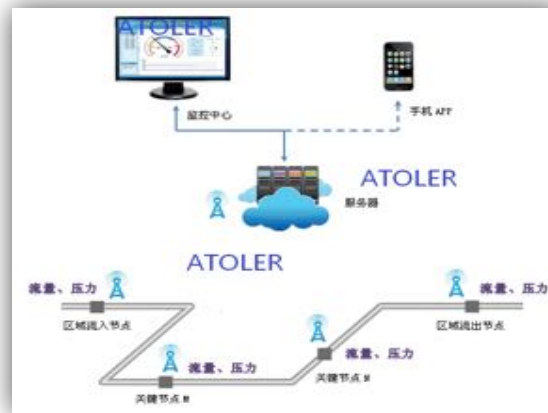 ATOLER
监控中心
手机 APP
ATOLER
服务器
ATOLER
流量、压力
流量、压力
区域流入节点
区域流出节点
流量、压力
流量、压力
关键节点 N
关键节点 N